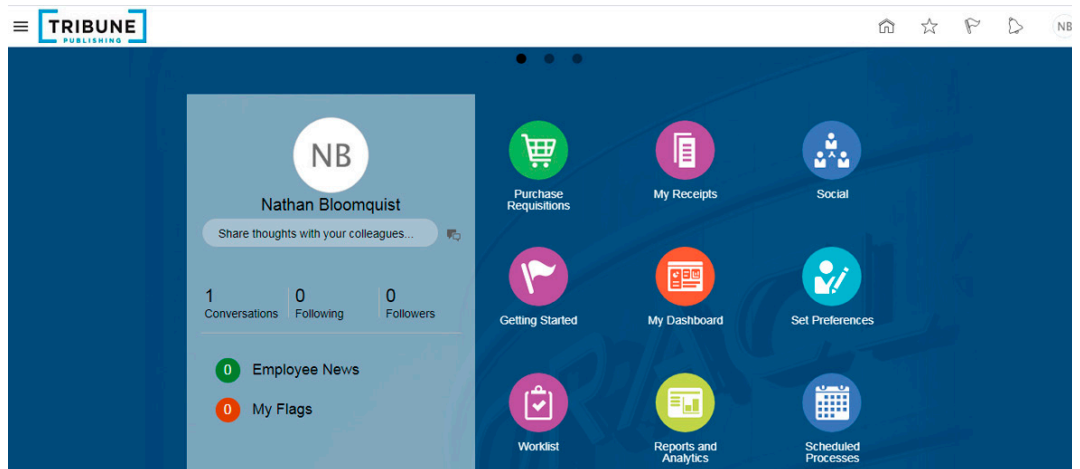 TRIBUNE
PUBLISHING
NB
NB
Nathan Bloomquist
Share thoughts with your colleagues...
1
Conversations
0
Following
0
Followers
0 Employee News
0 My Flags
Purchase
Requisitions
My Receipts
Social
Getting Started
My Dashboard
Set Preferences
Worklist
Reports and
Analytics
Scheduled
Processes
ORACL